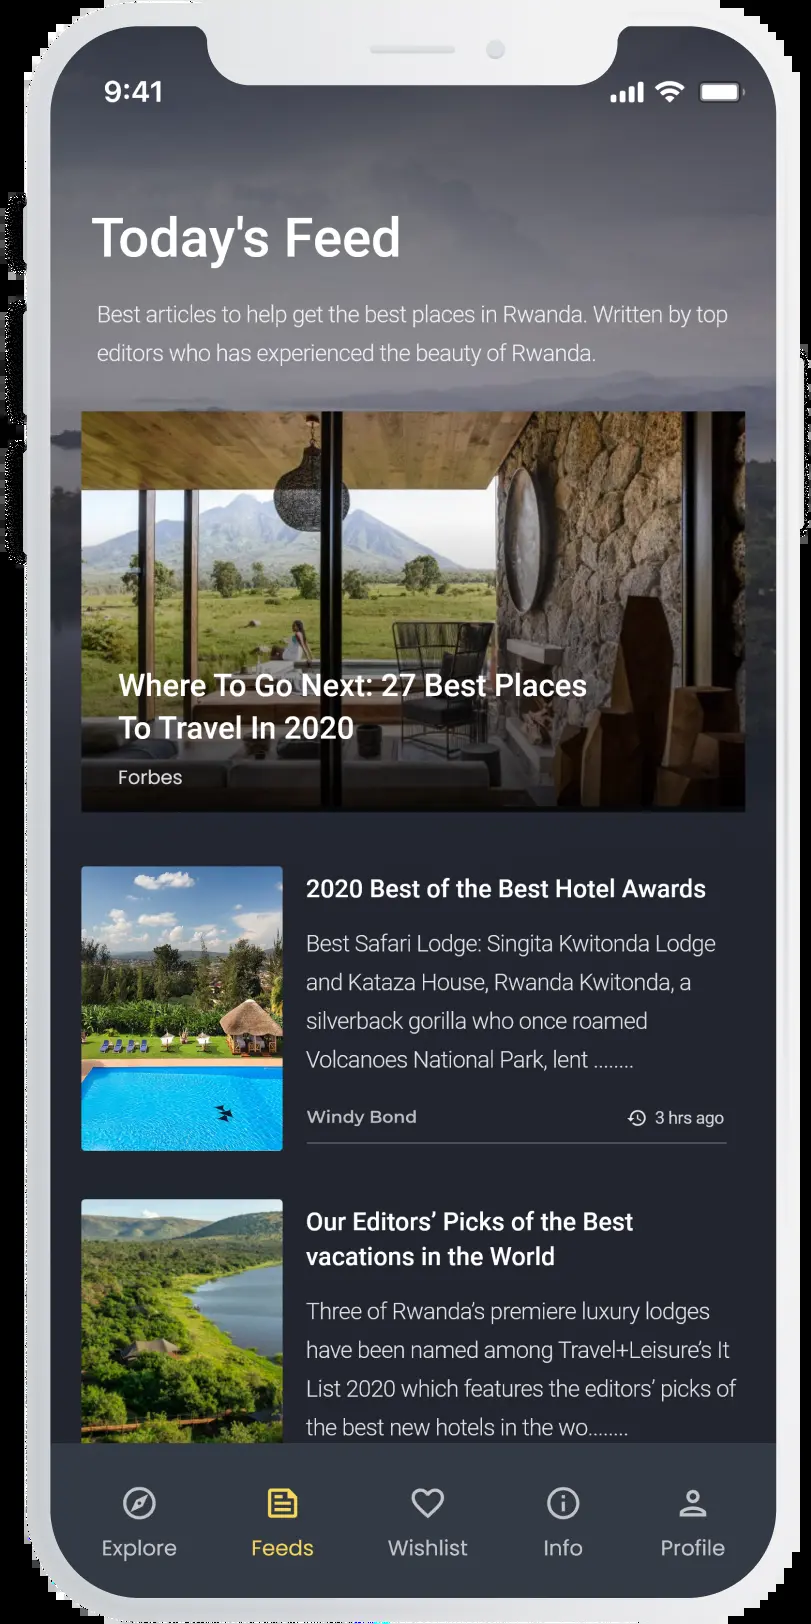 9:41
Today's Feed
Best articles to help get the best places in Rwanda. Written by top
editors who has experienced the beauty of Rwanda.
Where To Go Next: 27 Best Places
To Travel In 2020
Forbes
2020 Best of the Best Hotel Awards
Best Safari Lodge: Singita Kwitonda Lodge
and Kataza House, Rwanda Kwitonda, a
silverback gorilla who once roamed
Volcanoes National Park, lent ........
Windy Bond
3 hrs ago
Our Editors’ Picks of the Best
vacations in the World
Three of Rwanda’s premiere luxury lodges
have been named among Travel+Leisure’s It
List 2020 which features the editors’ picks of
the best new hotels in the wo........
Explore
Feeds
Wishlist
Info
Profile